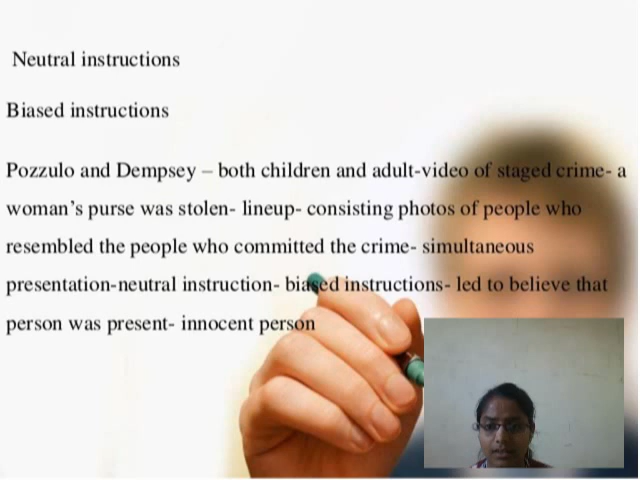 Neutral instructions
Biased instructions
Pozzulo and Dempsey – both children and adult-video of staged crime- a
woman's purse was stolen- lineup- consisting photos of people who
resembled the people who committed the crime- simultaneous
presentation-neutral instruction- biased instructions- led to believe that
person was present- innocent person